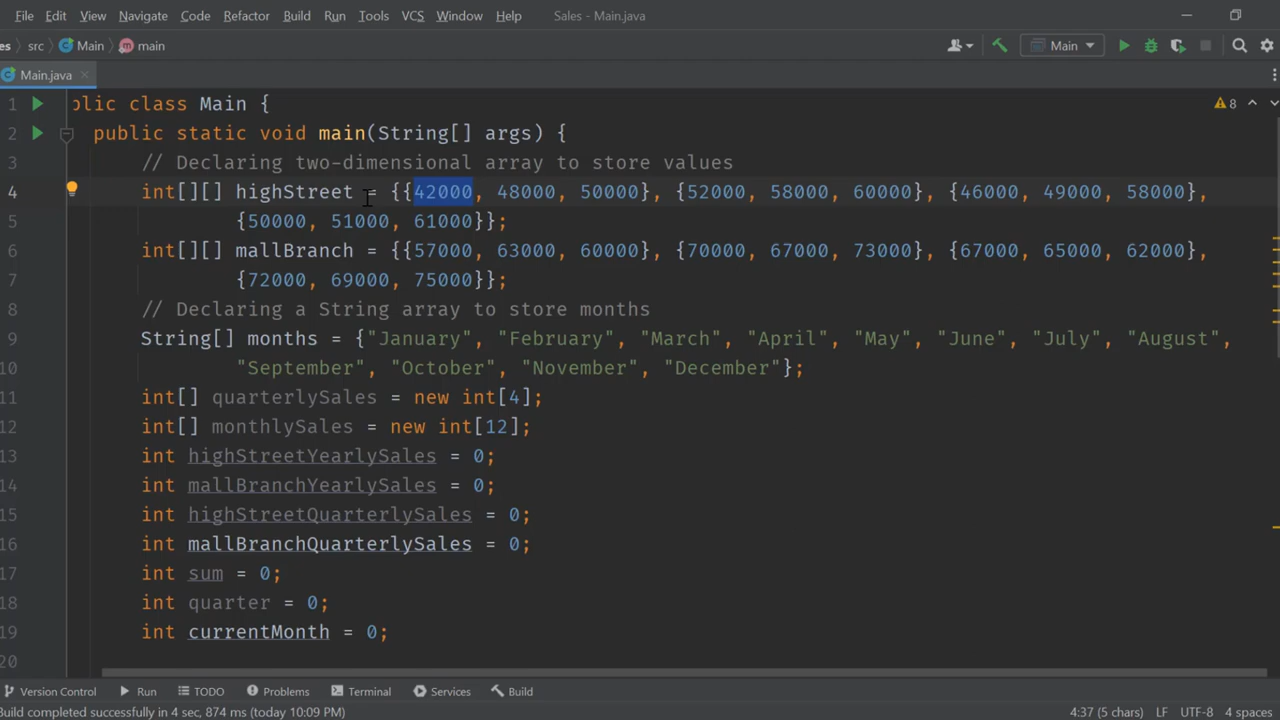 File Edit View Navigate Code Refactor Build Run Tools VCS Window Help Sales - Main.java
es src Main main Main
Main.java
1 blic class Main { 8
2 public static void main(String[] args) {
3 // Declaring two-dimensional array to store values
4 int[][] highStreet = {{42000, 48000, 50000}, {52000, 58000, 60000}, {46000, 49000, 58000},
5 {50000, 51000, 61000}};
6 int[][] mallBranch = {{57000, 63000, 60000}, {70000, 67000, 73000}, {67000, 65000, 62000},
7 {72000, 69000, 75000}};
8 // Declaring a String array to store months
9 String[] months = {"January", "February", "March", "April", "May", "June", "July", "August",
10 "September", "October", "November", "December"};
11 int[] quarterlySales = new int[4];
12 int[] monthlySales = new int[12];
13 int highStreetYearlySales = 0;
14 int mallBranchYearlySales = 0;
15 int highStreetQuarterlySales = 0;
16 int mallBranchQuarterlySales = 0;
17 int sum = 0;
18 int quarter = 0;
19 int currentMonth = 0;
20
Version Control Run TODO Problems Terminal Services Build
Build completed successfully in 4 sec, 874 ms (today 10:09 PM) 4:37 (5 chars) LF UTF-8 4 spaces